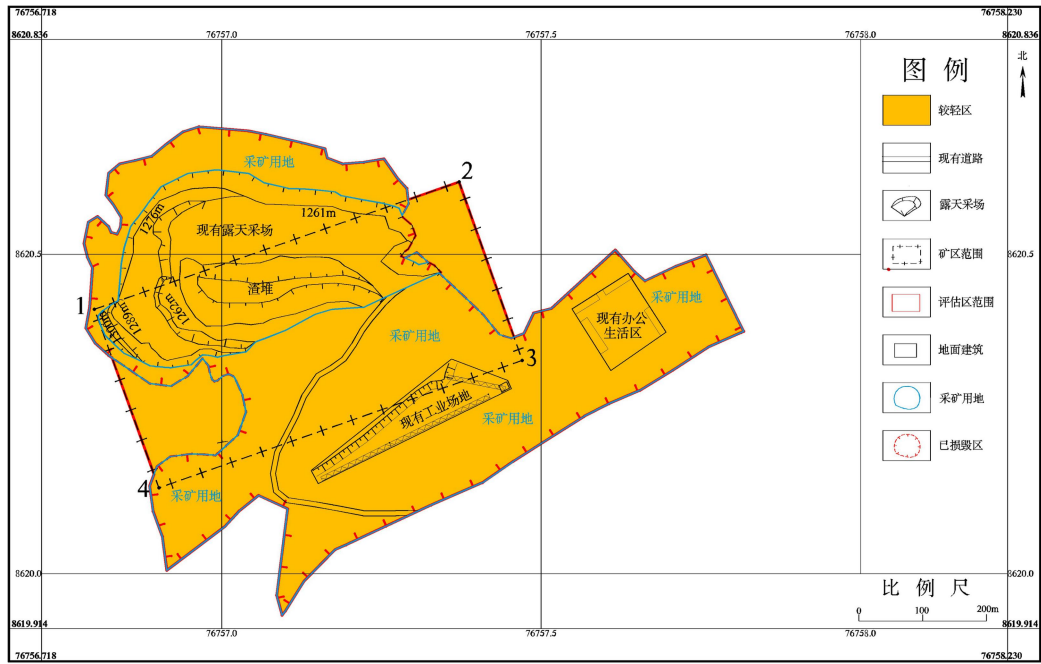 76756.718
76758.230
8620.836
76757.0
76757.5
76758.0
8620.836
图 例
北
较轻区
现有道路
露天采场
矿区范围
评估区范围
地面建筑
采矿用地
已损毁区
采矿用地
2
1276m
1261m
现有露天采场
8620.5
8620.5
渣堆
采矿用地
1
1289m
1262m
1300m
现有办公
生活区
采矿用地
3
现有工业场地
采矿用地
4
采矿用地
8620.0
8620.0
比 例 尺
0
100
200m
8619.914
76757.0
76757.5
76758.0
8619.914
76756.718
76758.230